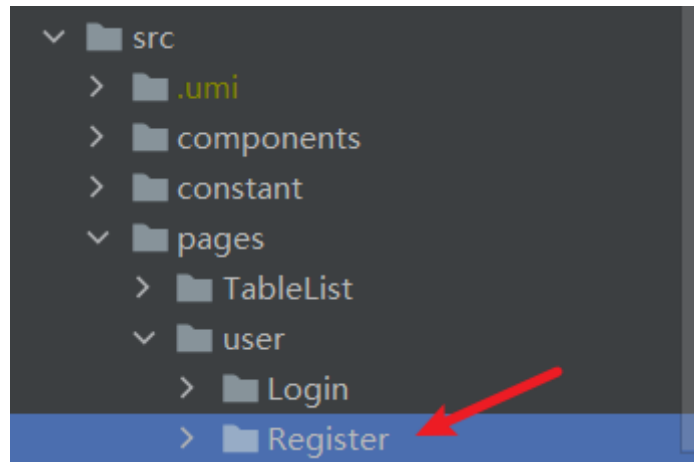 src
.umi
components
constant
pages
TableList
user
Login
Register